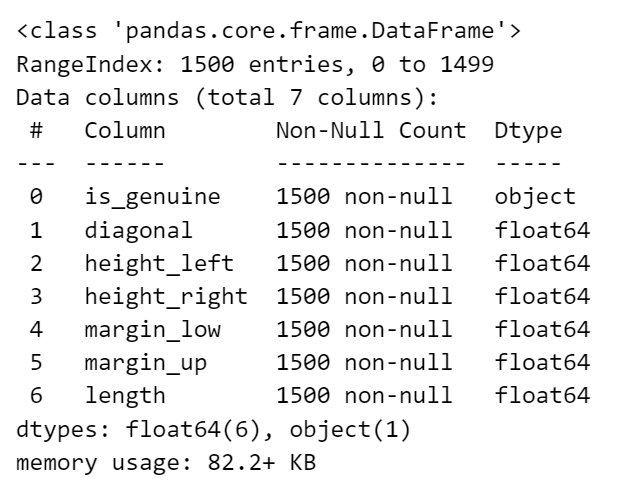 <class 'pandas.core.frame.DataFrame'>
RangeIndex: 1500 entries, 0 to 1499
Data columns (total 7 columns):
 #   Column        Non-Null Count  Dtype
---  ------        --------------  -----
 0   is_genuine    1500 non-null   object
 1   diagonal      1500 non-null   float64
 2   height_left   1500 non-null   float64
 3   height_right  1500 non-null   float64
 4   margin_low    1500 non-null   float64
 5   margin_up     1500 non-null   float64
 6   length        1500 non-null   float64
dtypes: float64(6), object(1)
memory usage: 82.2+ KB